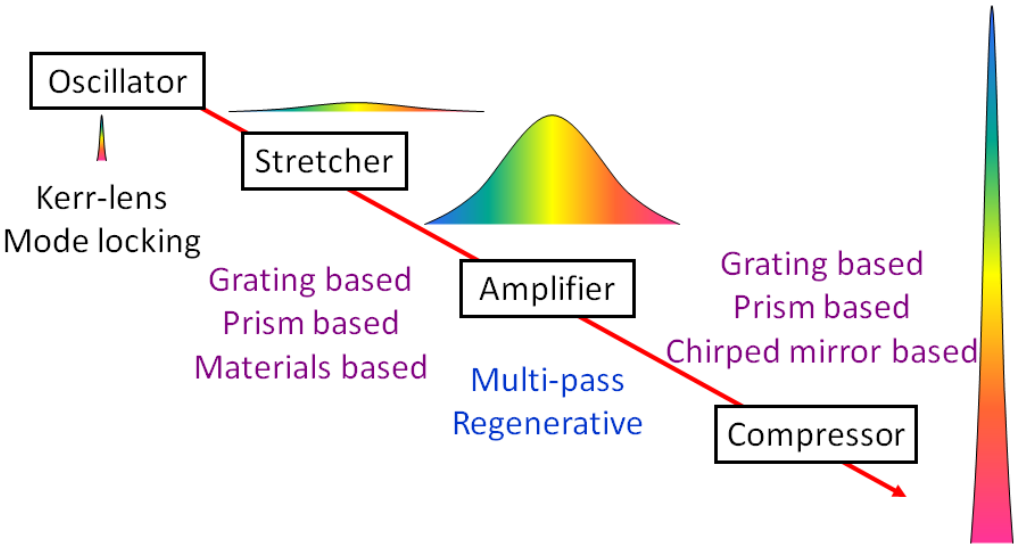 Oscillator
Kerr-lens
Mode locking
Stretcher
Grating based
Prism based
Materials based
Amplifier
Multi-pass
Regenerative
Grating based
Prism based
Chirped mirror based
Compressor